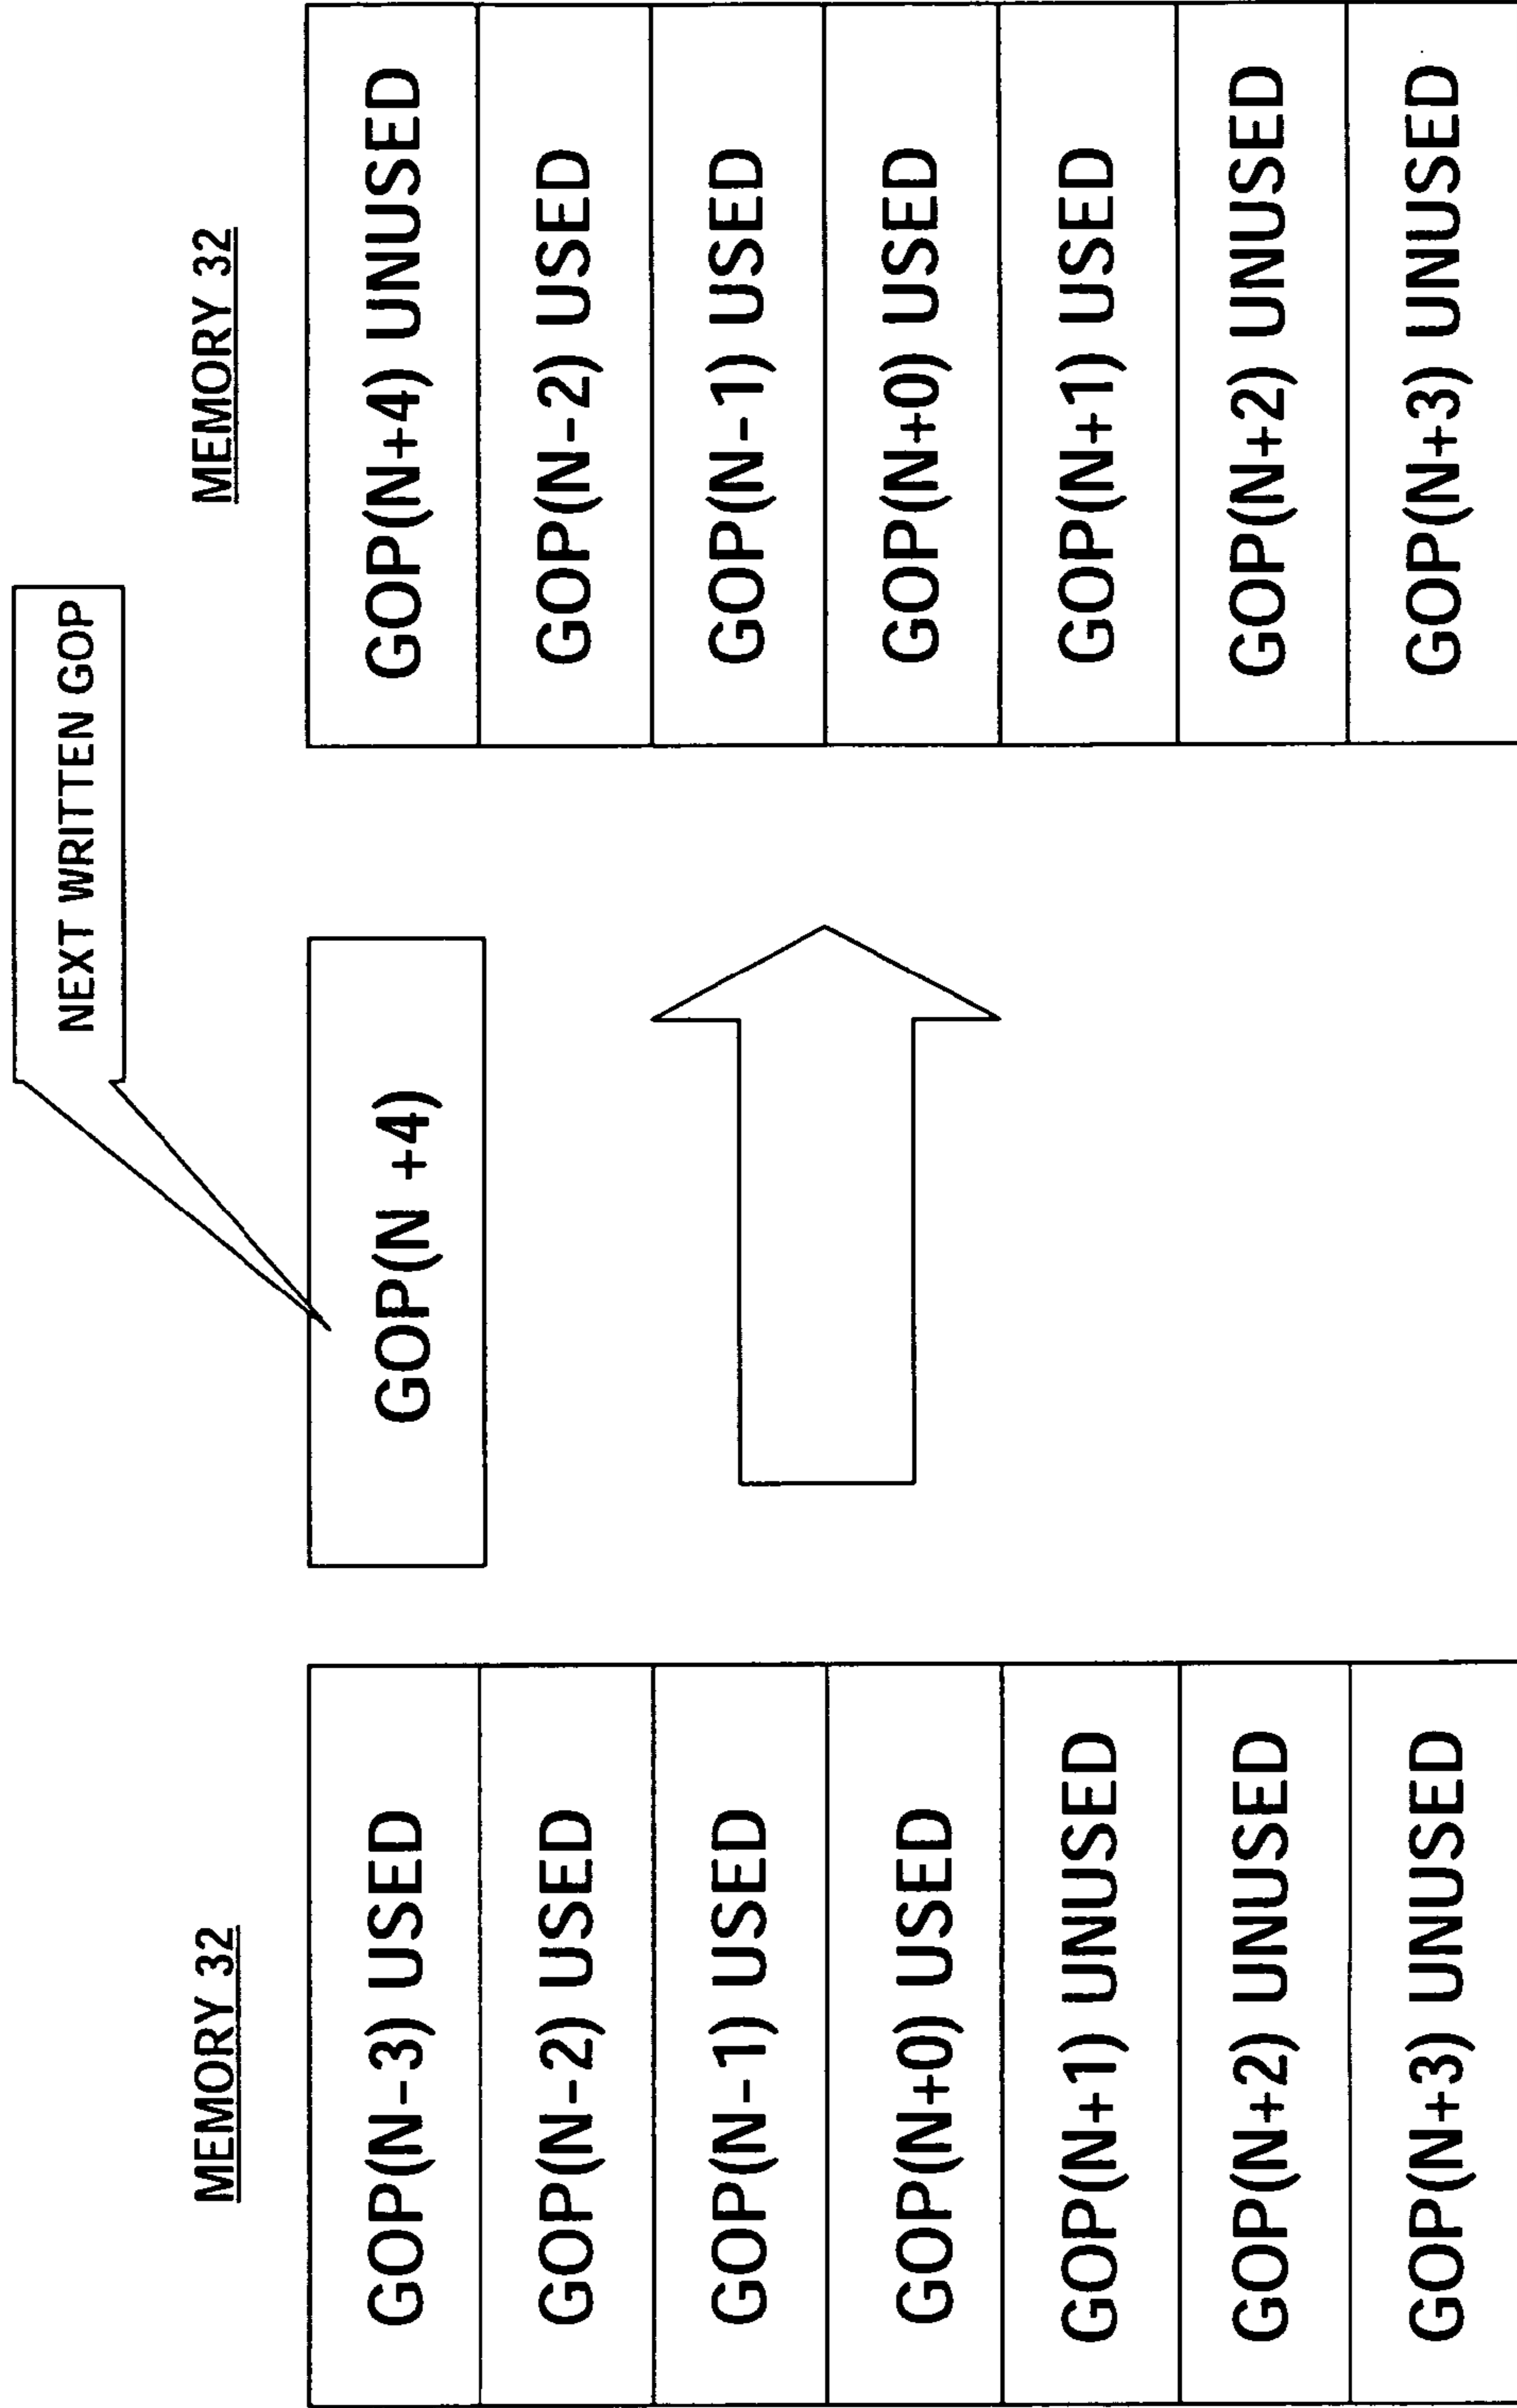 NEXT WRITTEN GOP
MEMORY 32
GOP(N-3) USED
GOP(N-2) USED
GOP(N-1) USED
GOP(N+0) USED
GOP(N+1) UNUSED
GOP(N+2) UNUSED
GOP(N+3) UNUSED
GOP(N +4)
MEMORY 32
GOP(N+4) UNUSED
GOP(N-2) USED
GOP(N-1) USED
GOP(N+0) USED
GOP(N+1) USED
GOP(N+2) UNUSED
GOP(N+3) UNUSED